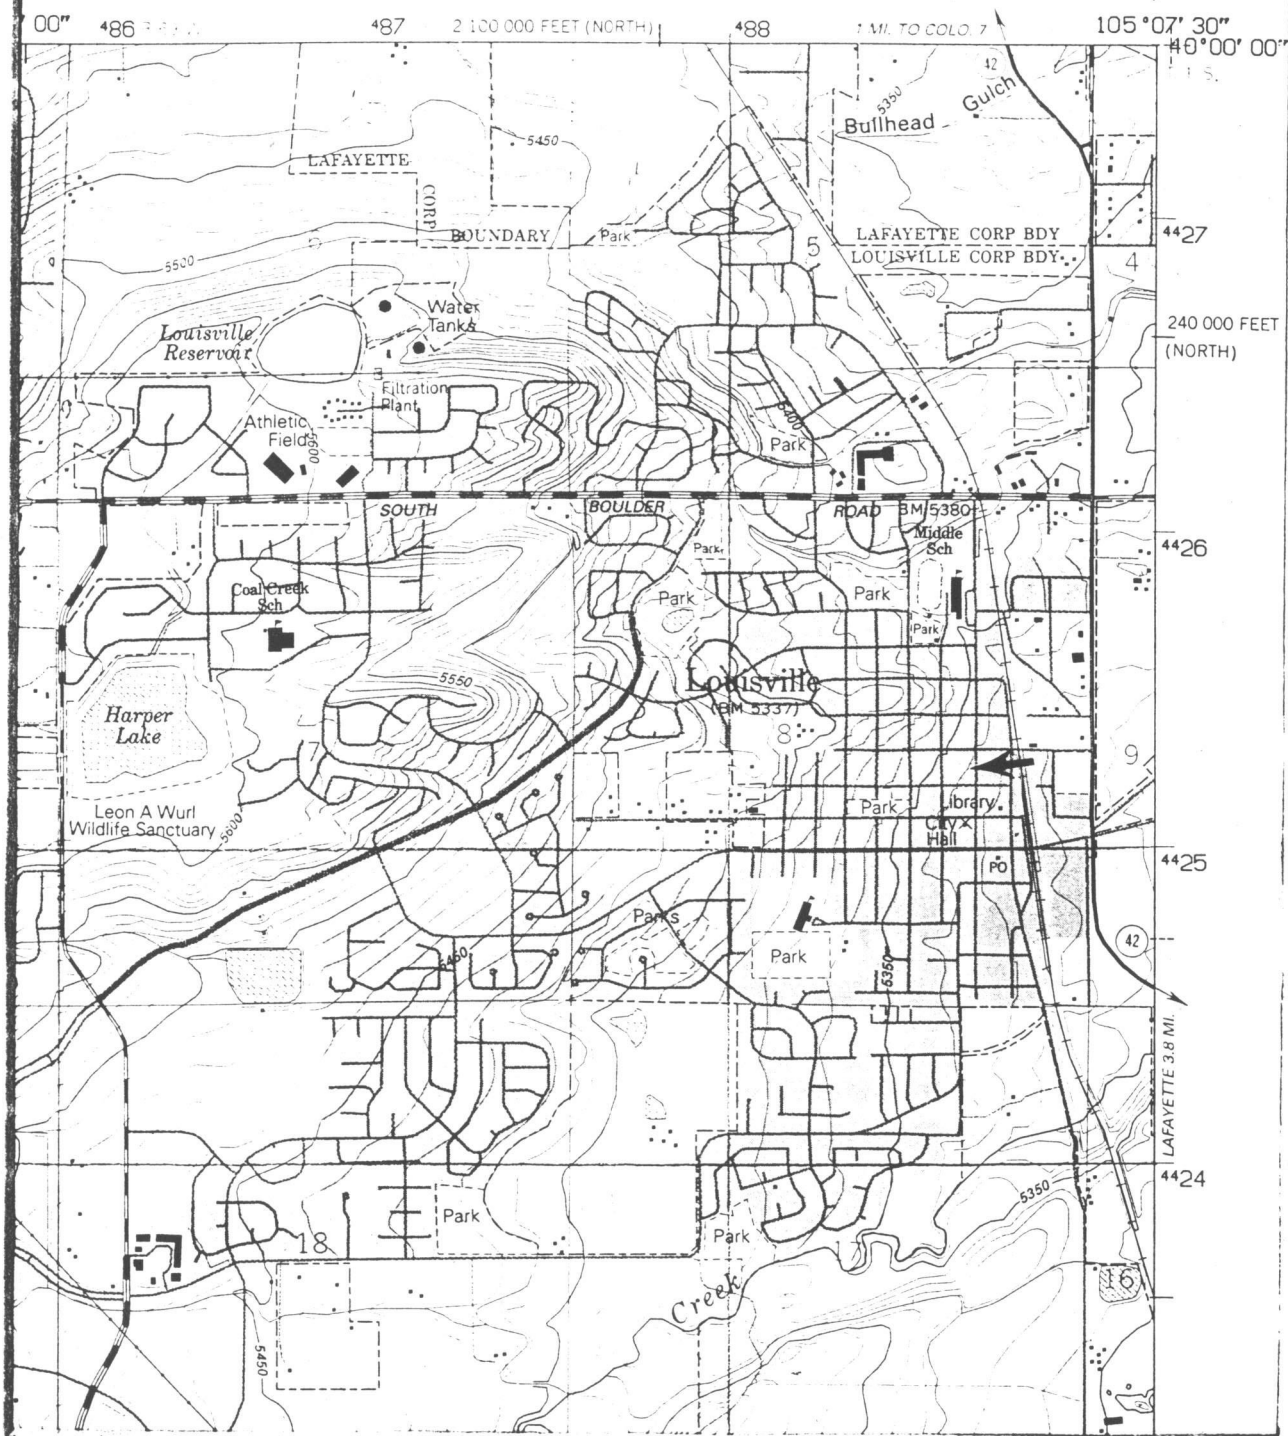 00" 486 487 2 100 000 FEET (NORTH) 488 1 MI. TO COLO. 7 105°07'30"
40°00'00"
42
Gulch
5350
Bullhead
5450
LAFAYETTE
CORP
BOUNDARY
Park
LAFAYETTE CORP BDY
4427
5
LOUISVILLE CORP BDY
4
5500
Water
Tanks
Louisville
Reservoir
240 000 FEET
(NORTH)
Filtration
Plant
Athletic
Field
5600
5400
Park
SOUTH BOULDER ROAD BM 5380
Middle
Sch
4426
Park
Coal Creek
Sch
Park
Park
Park
5550
Louisville
(BM 5337)
8
Harper
Lake
9
Leon A Wurl
Wildlife Sanctuary
5600
Park
Library
City
Hall
PO
4425
Parks
42
5450
Park
5350
LAFAYETTE 3.8 MI.
4424
5350
Park
18
Park
16
Creek
5450